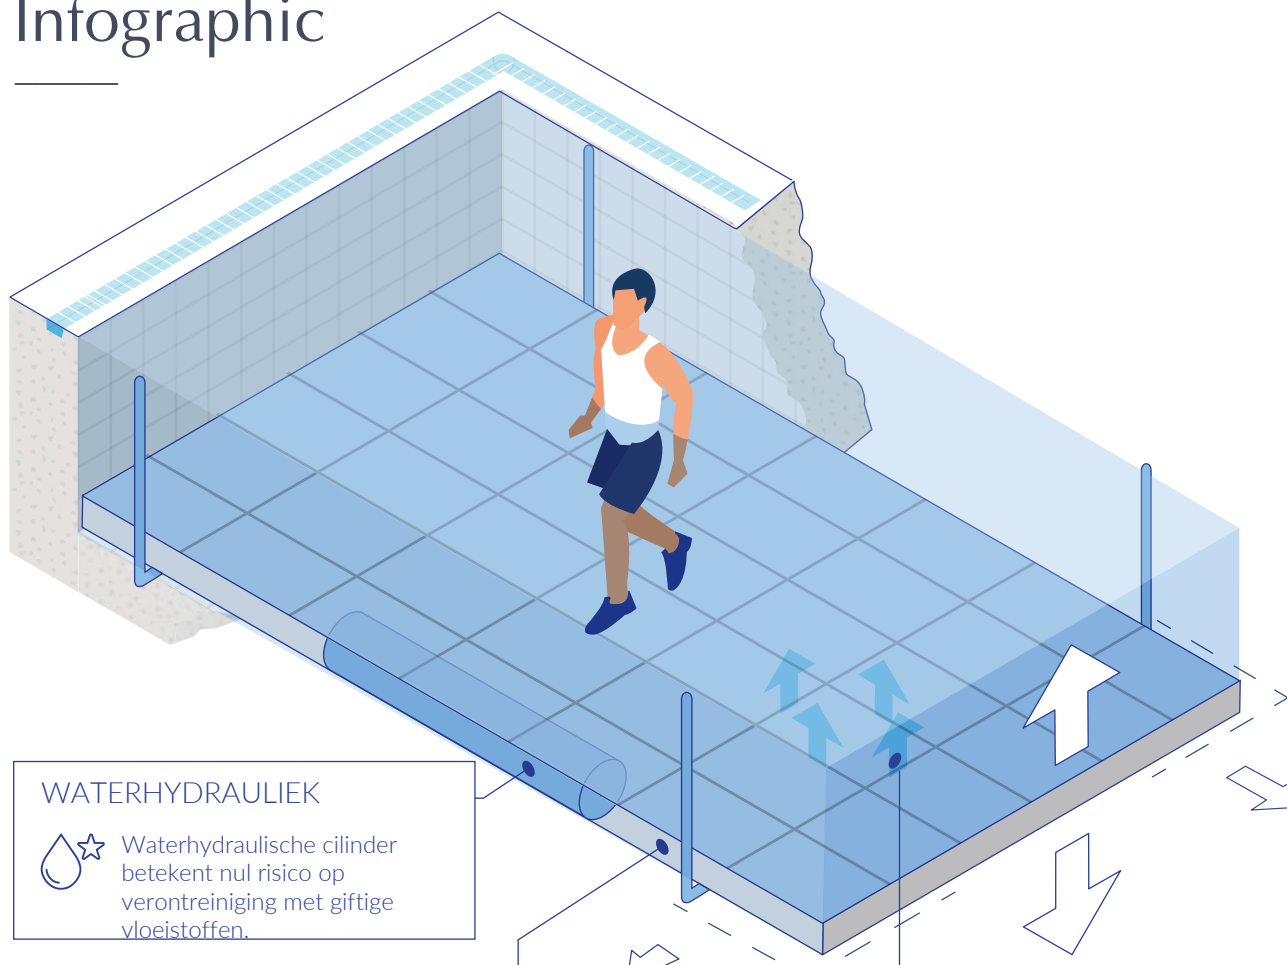 Infographic
WATERHYDRAULIEK
Waterhydraulische cilinder
betekent nul risico op
verontreiniging met giftige
vloeistoffen.